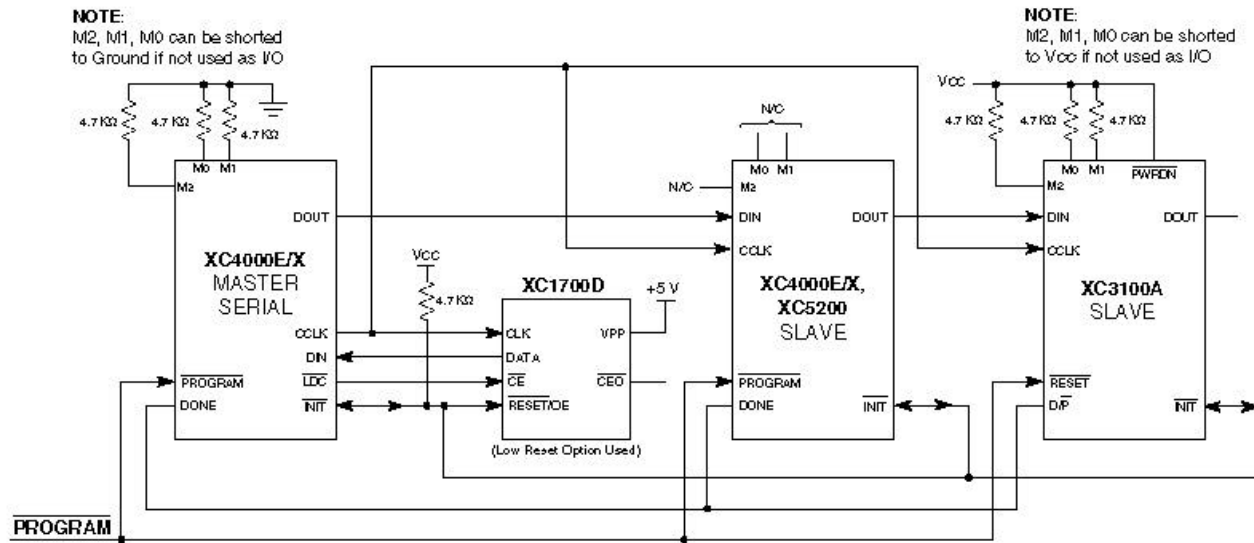 NOTE:
M2, M1, M0 can be shorted
to Ground if not used as I/O
NOTE:
M2, M1, M0 can be shorted
to Vcc if not used as I/O
4.7 KΩ
4.7 KΩ
4.7 KΩ
M0 M1
M2
DOUT
XC4000E/X
MASTER
SERIAL
CCLK
DIN
PROGRAM
LDC
DONE
INIT
VCC
4.7 KΩ
XC1700D
+5 V
CLK
VPP
DATA
CE
CEO
RESET/OE
(Low Reset Option Used)
N/C
M0 M1
N/C
M2
DIN
DOUT
CCLK
XC4000E/X,
XC5200
SLAVE
PROGRAM
DONE
INIT
VCC
4.7 KΩ
4.7 KΩ
4.7 KΩ
M0 M1
PWRDN
M2
DIN
DOUT
CCLK
XC3100A
SLAVE
RESET
D/P
INIT
PROGRAM